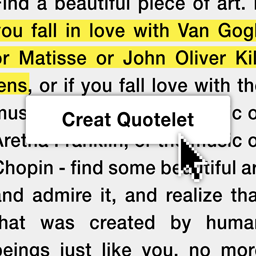 Find a beautiful piece of art.
you fall in love with Van Gogh
or Matisse or John Oliver Kil
ens, or if you fall love with the
mus c o
Creat Quotelet
Aretha Franklin, or the music o
Chopin - find some beautiful ar
and admire it, and realize tha
that was created by human
beings just like you, no more